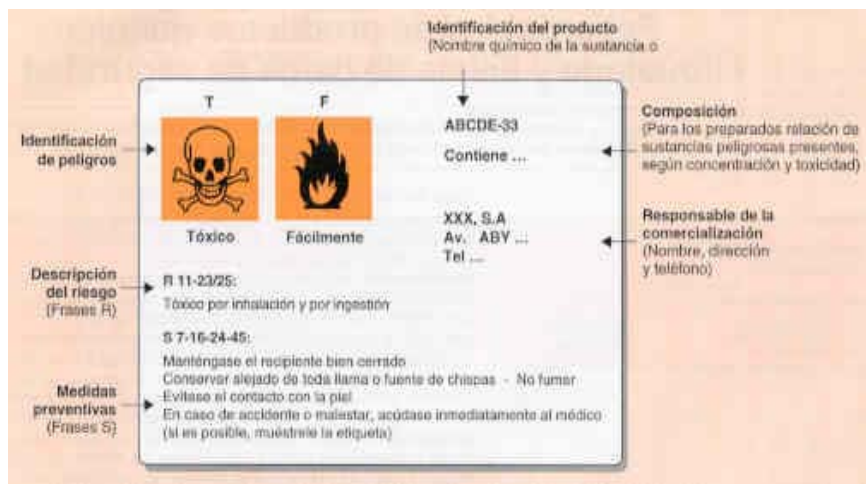 Identificación del producto
(Nombre químico de la sustancia o
T
F
Identificación
de peligros
Tóxico
Fácilmente
ABCDE-33
Contiene ...
Composición
(Para los preparados relación de
sustancias peligrosas presentes,
según concentración y toxicidad)
XXX, S.A
Av. ABY ...
Tel ...
Responsable de la
comercialización
(Nombre, dirección
y teléfono)
Descripción
del riesgo
(Frases R)
R 11-23/25:
Tóxico por inhalación y por ingestión
S 7-16-24-45:
Manténgase el recipiente bien cerrado
Conservar alejado de toda llama o fuente de chispas - No fumar
Evítese el contacto con la piel
En caso de accidente o malestar, acúdase inmediatamente al médico
(si es posible, muéstrele la etiqueta)
Medidas
preventivas
(Frases S)